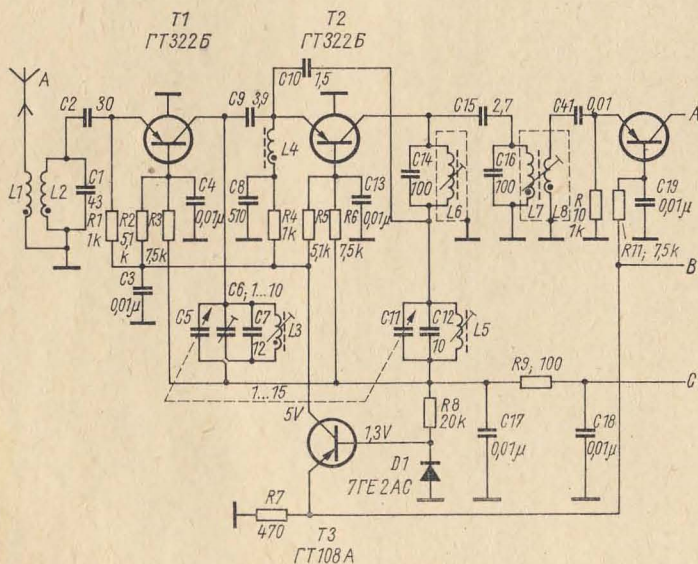 T1
ГТ322Б
T2
ГТ322Б
A
C2
30
C9
3,9
C10
1,5
C15
2,7
C41
0,01
A
L1
L2
C1
43
R1
1k
R2
5,1
k
R3
7,5k
C4
0,01µ
C8
510
L4
R4
1k
R5
5,1k
R6
7,5k
C13
0,01µ
C14
100
L6
C16
100
L7
L8
R
10
1k
C19
0,01µ
R11; 7,5k
B
C3
0,01µ
C6; 1...10
C5
C7
12
L3
C11
C12
10
L5
1...15
R9; 100
C
5V
1,3V
R8
20k
C17
0,01µ
C18
0,01µ
D1
7ГЕ2АС
R7
470
T3
ГТ108А